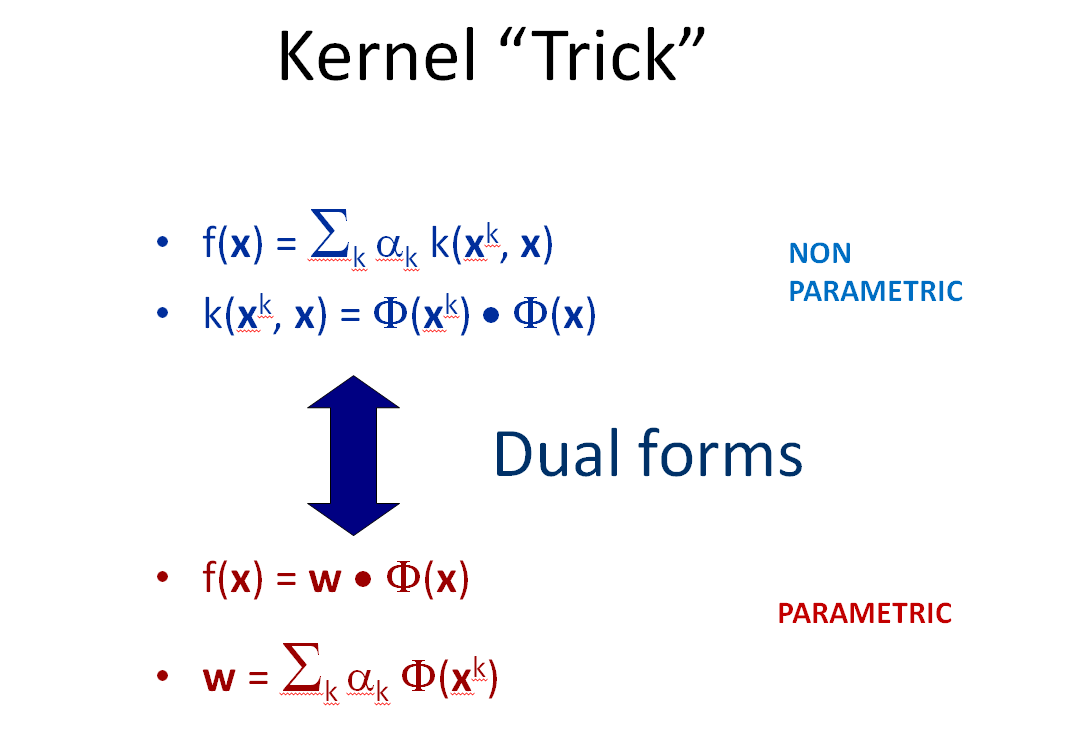 Kernel “Trick”
• f(x) = ∑ₖ αₖ k(xᵏ, x)
NON
PARAMETRIC
• k(xᵏ, x) = Φ(xᵏ) • Φ(x)
Dual forms
• f(x) = w • Φ(x)
PARAMETRIC
• w = ∑ₖ αₖ Φ(xᵏ)